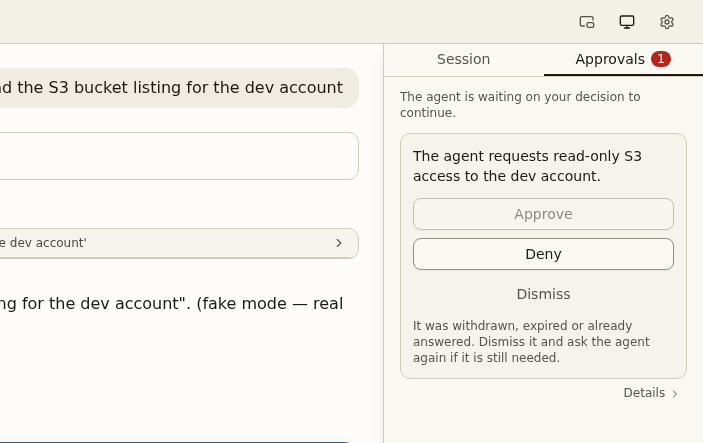 Session
Approvals 1
d the S3 bucket listing for the dev account
e dev account'
ng for the dev account". (fake mode — real
The agent is waiting on your decision to
continue.
The agent requests read-only S3
access to the dev account.
Approve
Deny
Dismiss
It was withdrawn, expired or already
answered. Dismiss it and ask the agent
again if it is still needed.
Details